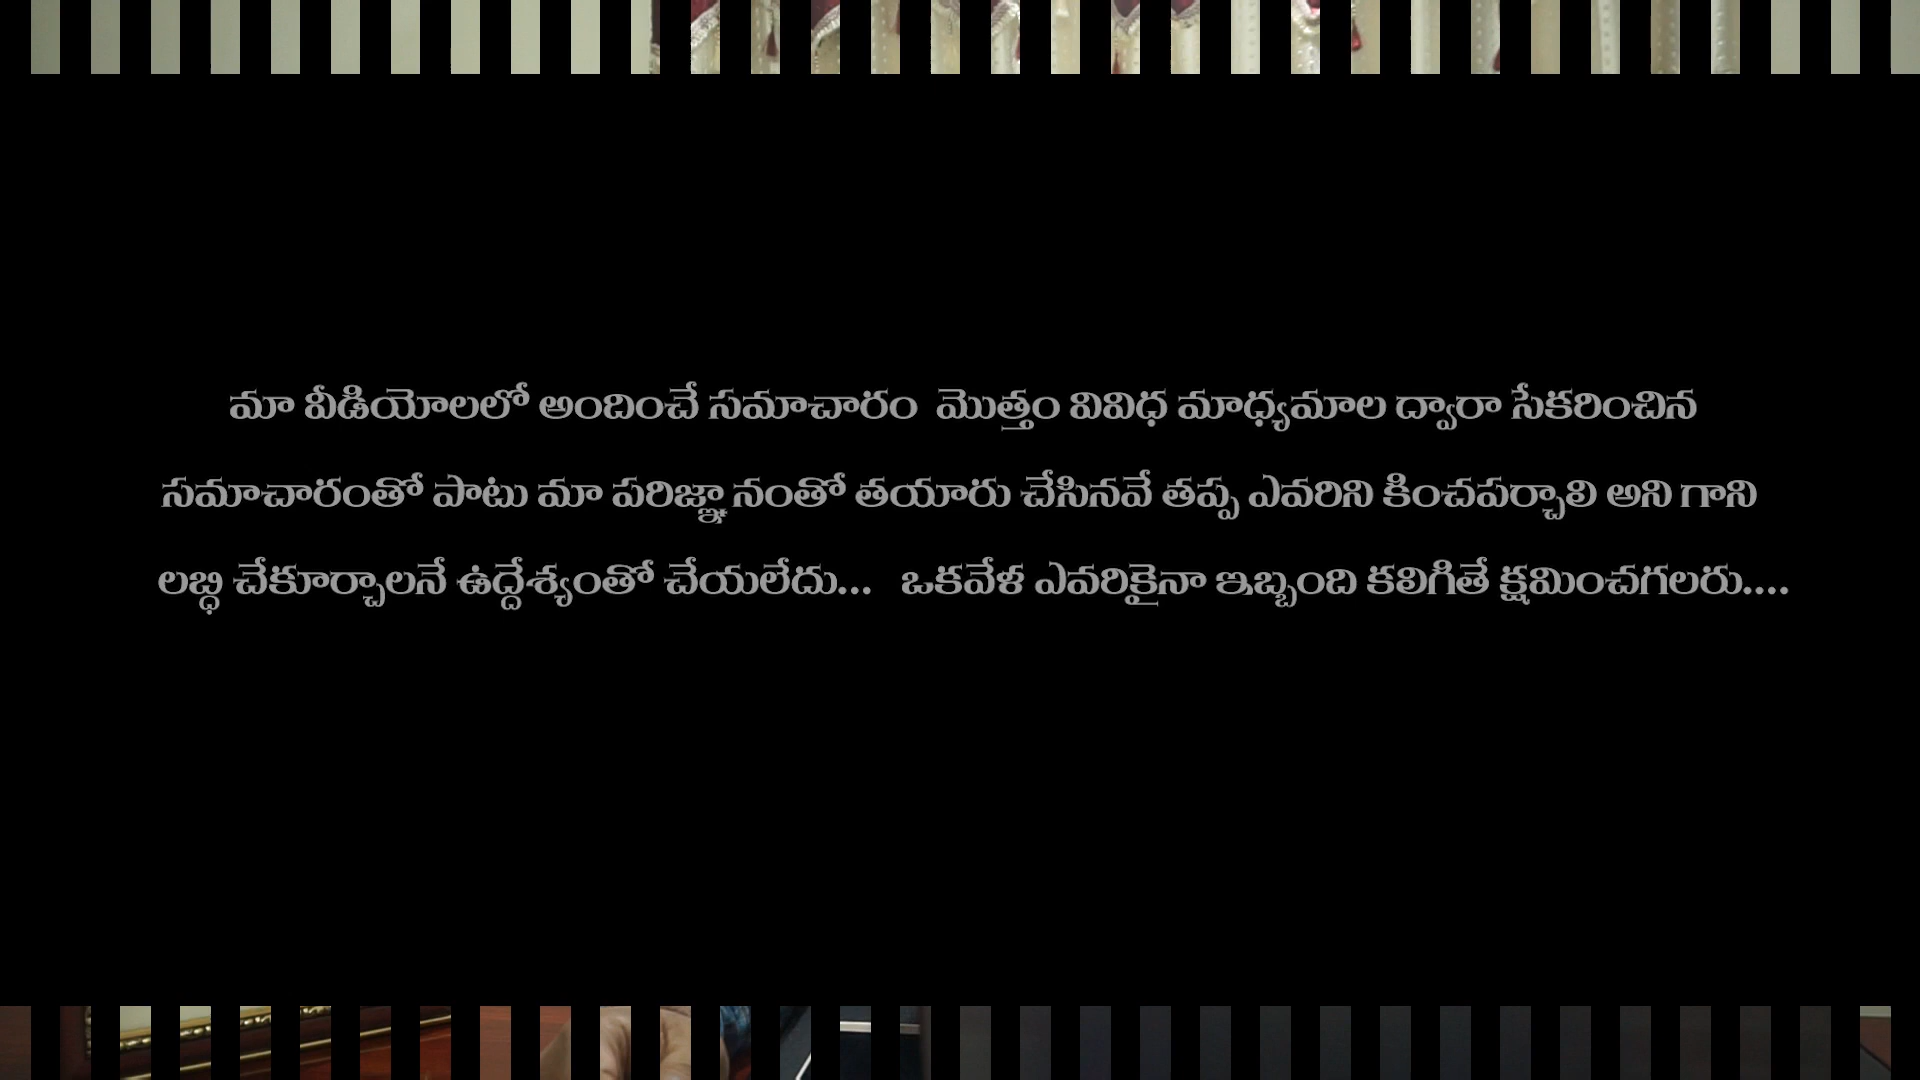 మా వీడియోలలో అందించే సమాచారం మొత్తం వివిధ మాధ్యమాల ద్వారా సేకరించిన
సమాచారంతో పాటు మా పరిజ్ఞానంతో తయారు చేసినవే తప్ప ఎవరిని కించపర్చాలి అని గాని
లబ్ధి చేకూర్చాలనే ఉద్దేశ్యంతో చేయలేదు... ఒకవేళ ఎవరికైనా ఇబ్బంది కలిగితే క్షమించగలరు....